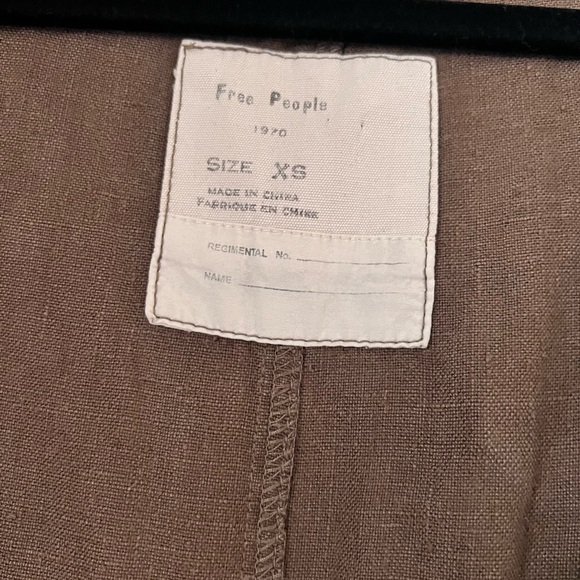 Free People
1970
SIZE XS
MADE IN CHINA
FABRIQUE EN CHINE
REGIMENTAL No.
NAME